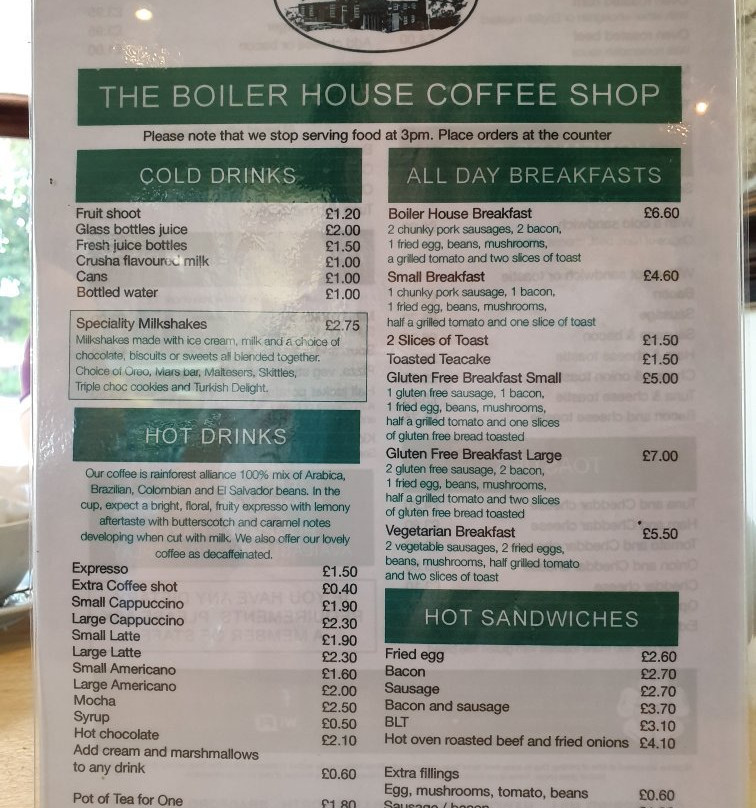 THE BOILER HOUSE COFFEE SHOP
Please note that we stop serving food at 3pm. Place orders at the counter
COLD DRINKS
Fruit shoot £1.20
Glass bottles juice £2.00
Fresh juice bottles £1.50
Crusha flavoured milk £1.00
Cans £1.00
Bottled water £1.00
Speciality Milkshakes £2.75
Milkshakes made with ice cream, milk and a choice of
chocolate, biscuits or sweets all blended together.
Choice of Oreo, Mars bar, Maltesers, Skittles,
Triple choc cookies and Turkish Delight.
HOT DRINKS
Our coffee is rainforest alliance 100% mix of Arabica,
Brazilian, Colombian and El Salvador beans. In the
cup, expect a bright, floral, fruity expresso with lemony
aftertaste with butterscotch and caramel notes
developing when cut with milk. We also offer our lovely
coffee as decaffeinated.
Expresso £1.50
Extra Coffee shot £0.40
Small Cappuccino £1.90
Large Cappuccino £2.30
Small Latte £1.90
Large Latte £2.30
Small Americano £1.60
Large Americano £2.00
Mocha £2.50
Syrup £0.50
Hot chocolate £2.10
Add cream and marshmallows
to any drink £0.60
Pot of Tea for One £1.80
ALL DAY BREAKFASTS
Boiler House Breakfast £6.60
2 chunky pork sausages, 2 bacon,
1 fried egg, beans, mushrooms,
a grilled tomato and two slices of toast
Small Breakfast £4.60
1 chunky pork sausage, 1 bacon,
1 fried egg, beans, mushrooms,
half a grilled tomato and one slice of toast
2 Slices of Toast £1.50
Toasted Teacake £1.50
Gluten Free Breakfast Small £5.00
1 gluten free sausage, 1 bacon,
1 fried egg, beans, mushrooms,
half a grilled tomato and one slices
of gluten free bread toasted
Gluten Free Breakfast Large £7.00
2 gluten free sausage, 2 bacon,
1 fried egg, beans, mushrooms,
half a grilled tomato and two slices
of gluten free bread toasted
Vegetarian Breakfast £5.50
2 vegetable sausages, 2 fried eggs,
beans, mushrooms, half grilled tomato
and two slices of toast
HOT SANDWICHES
Fried egg £2.60
Bacon £2.70
Sausage £2.70
Bacon and sausage £3.70
BLT £3.10
Hot oven roasted beef and fried onions £4.10
Extra fillings
Egg, mushrooms, tomato, beans £0.60
Sausage / bacon